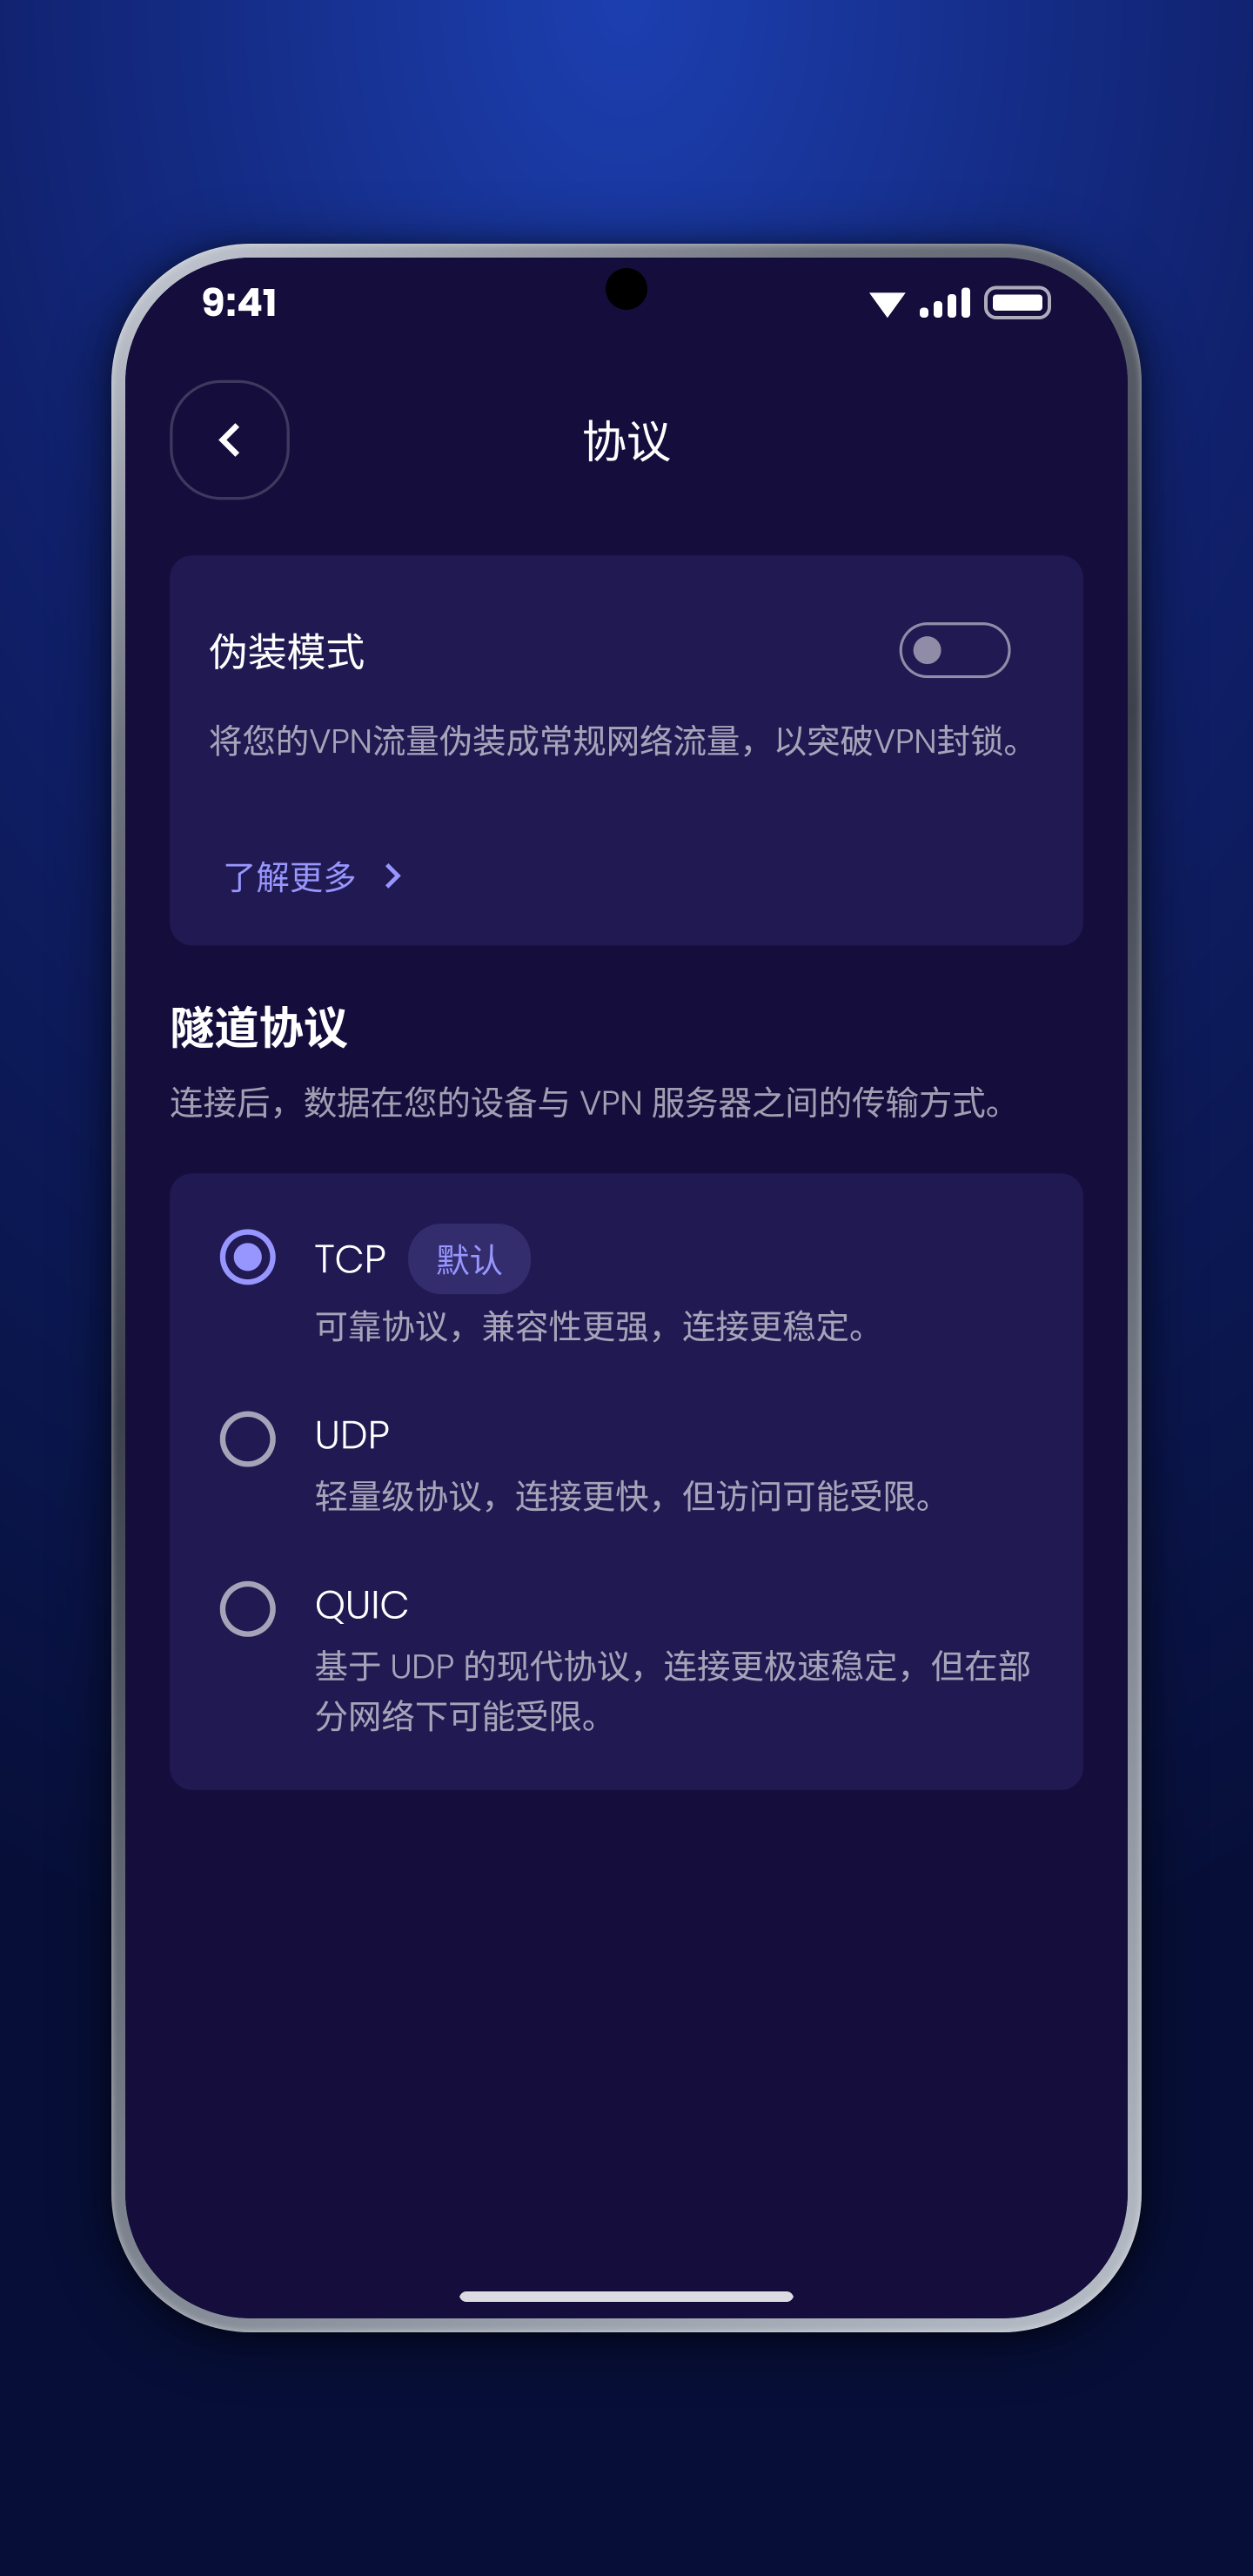 9:41
协议
伪装模式
将您的VPN流量伪装成常规网络流量，以突破VPN封锁。
了解更多
隧道协议
连接后，数据在您的设备与 VPN 服务器之间的传输方式。
TCP 默认
可靠协议，兼容性更强，连接更稳定。
UDP
轻量级协议，连接更快，但访问可能受限。
QUIC
基于 UDP 的现代协议，连接更极速稳定，但在部
分网络下可能受限。